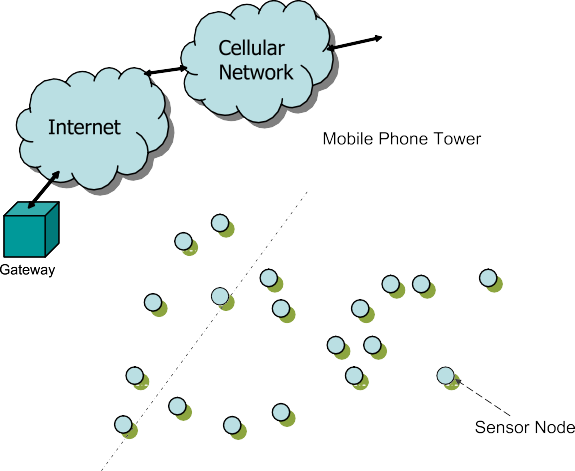 Cellular
Network
Internet
Mobile Phone Tower
Gateway
Sensor Node